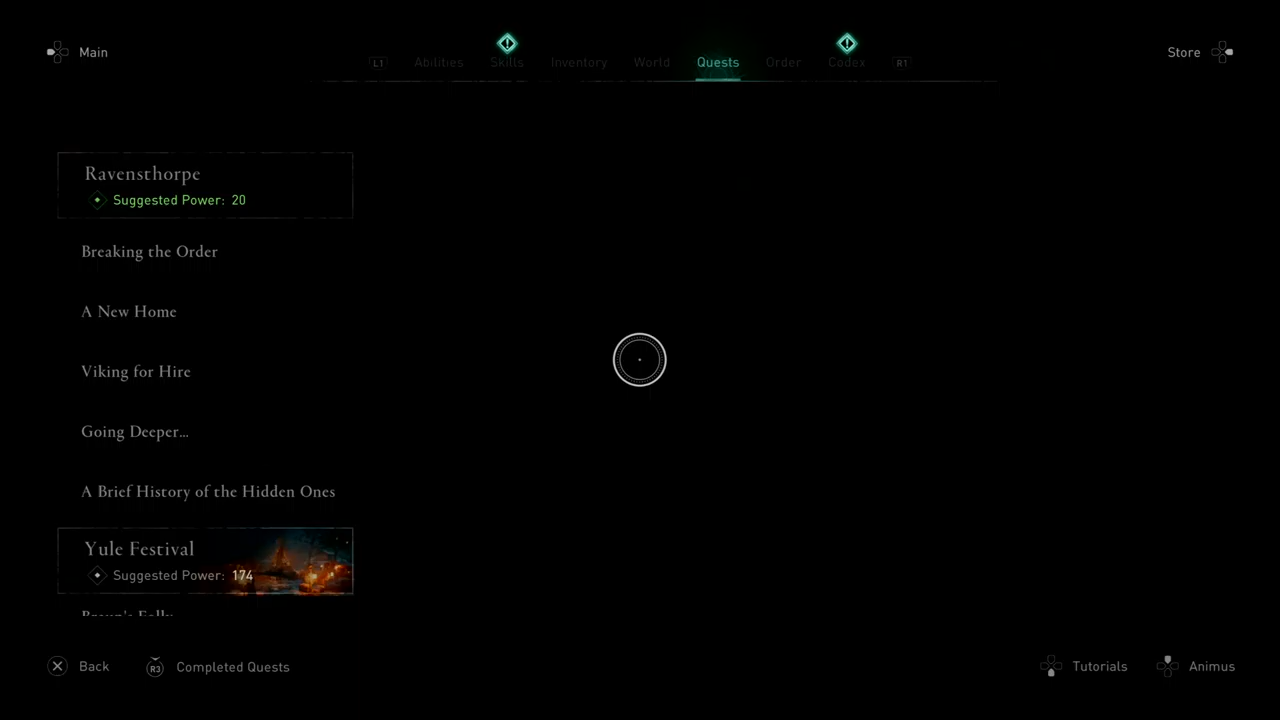 Main
L1 Abilities Skills Inventory World Quests Order Codex R1
Store
Ravensthorpe
Suggested Power: 20
Breaking the Order
A New Home
Viking for Hire
Going Deeper...
A Brief History of the Hidden Ones
Yule Festival
Suggested Power: 174
Back
R3 Completed Quests
Tutorials
Animus